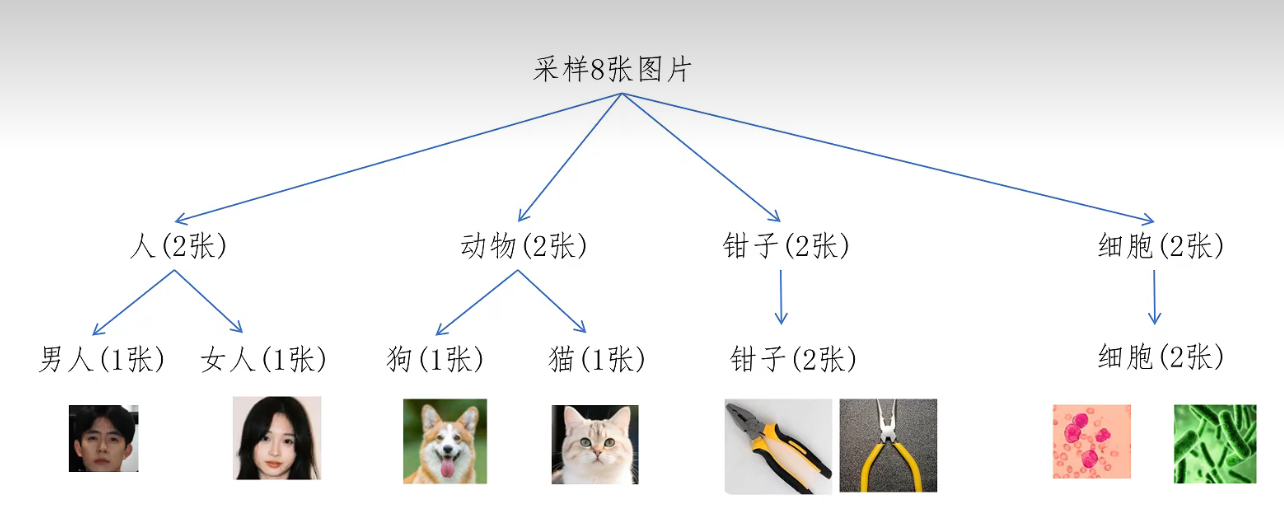 采样8张图片
人(2张)
动物(2张)
钳子(2张)
细胞(2张)
男人(1张)
女人(1张)
狗(1张)
猫(1张)
钳子(2张)
细胞(2张)